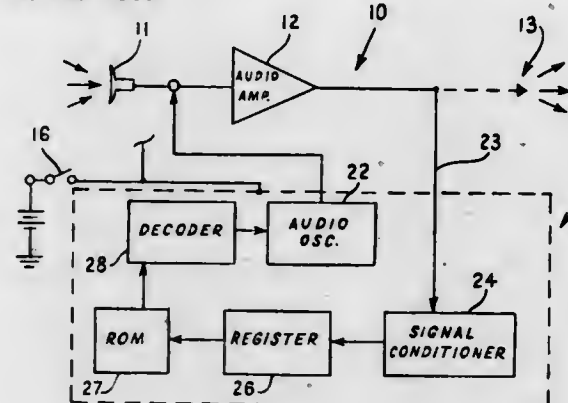 11
12
10
13
AUDIO
AMP.
16
23
22
DECODER
AUDIO
OSC.
28
24
ROM
REGISTER
SIGNAL
CONDITIONER
27
26